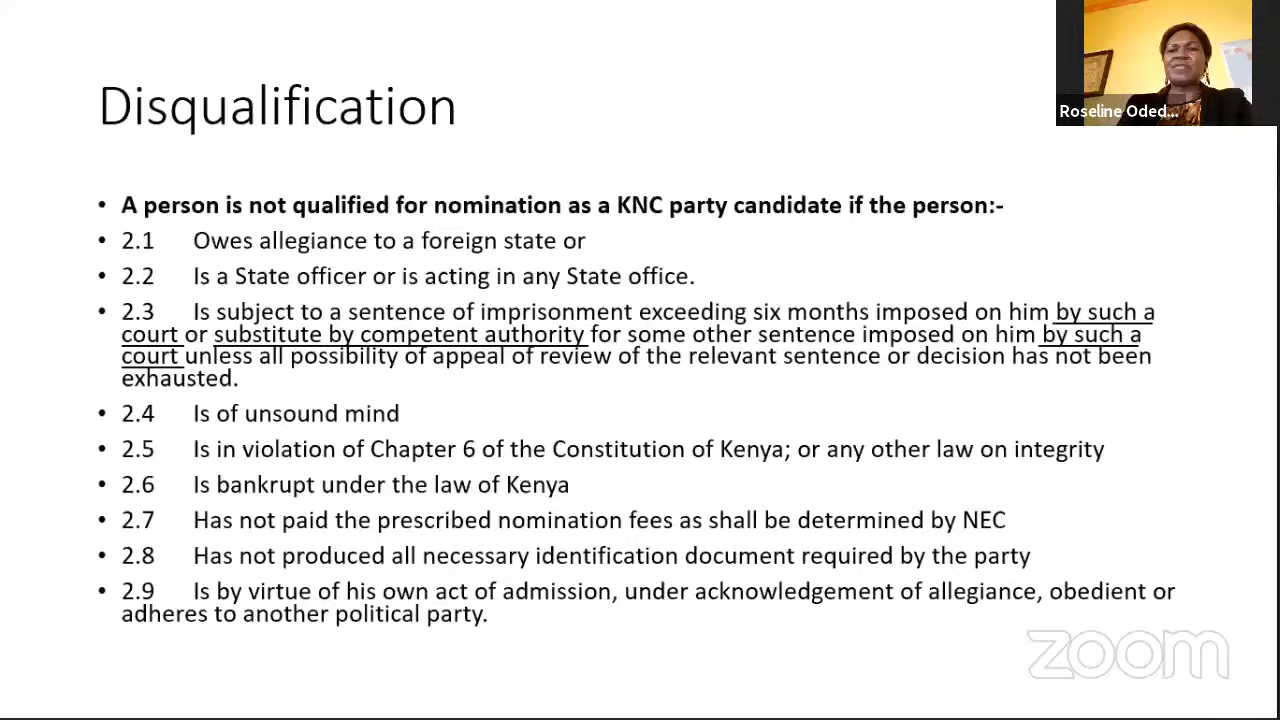 Disqualification
Roseline Oded...
• A person is not qualified for nomination as a KNC party candidate if the person:-
• 2.1 Owes allegiance to a foreign state or
• 2.2 Is a State officer or is acting in any State office.
• 2.3 Is subject to a sentence of imprisonment exceeding six months imposed on him by such a
court or substitute by competent authority for some other sentence imposed on him by such a
court unless all possibility of appeal of review of the relevant sentence or decision has not been
exhausted.
• 2.4 Is of unsound mind
• 2.5 Is in violation of Chapter 6 of the Constitution of Kenya; or any other law on integrity
• 2.6 Is bankrupt under the law of Kenya
• 2.7 Has not paid the prescribed nomination fees as shall be determined by NEC
• 2.8 Has not produced all necessary identification document required by the party
• 2.9 Is by virtue of his own act of admission, under acknowledgement of allegiance, obedient or
adheres to another political party.
zoom